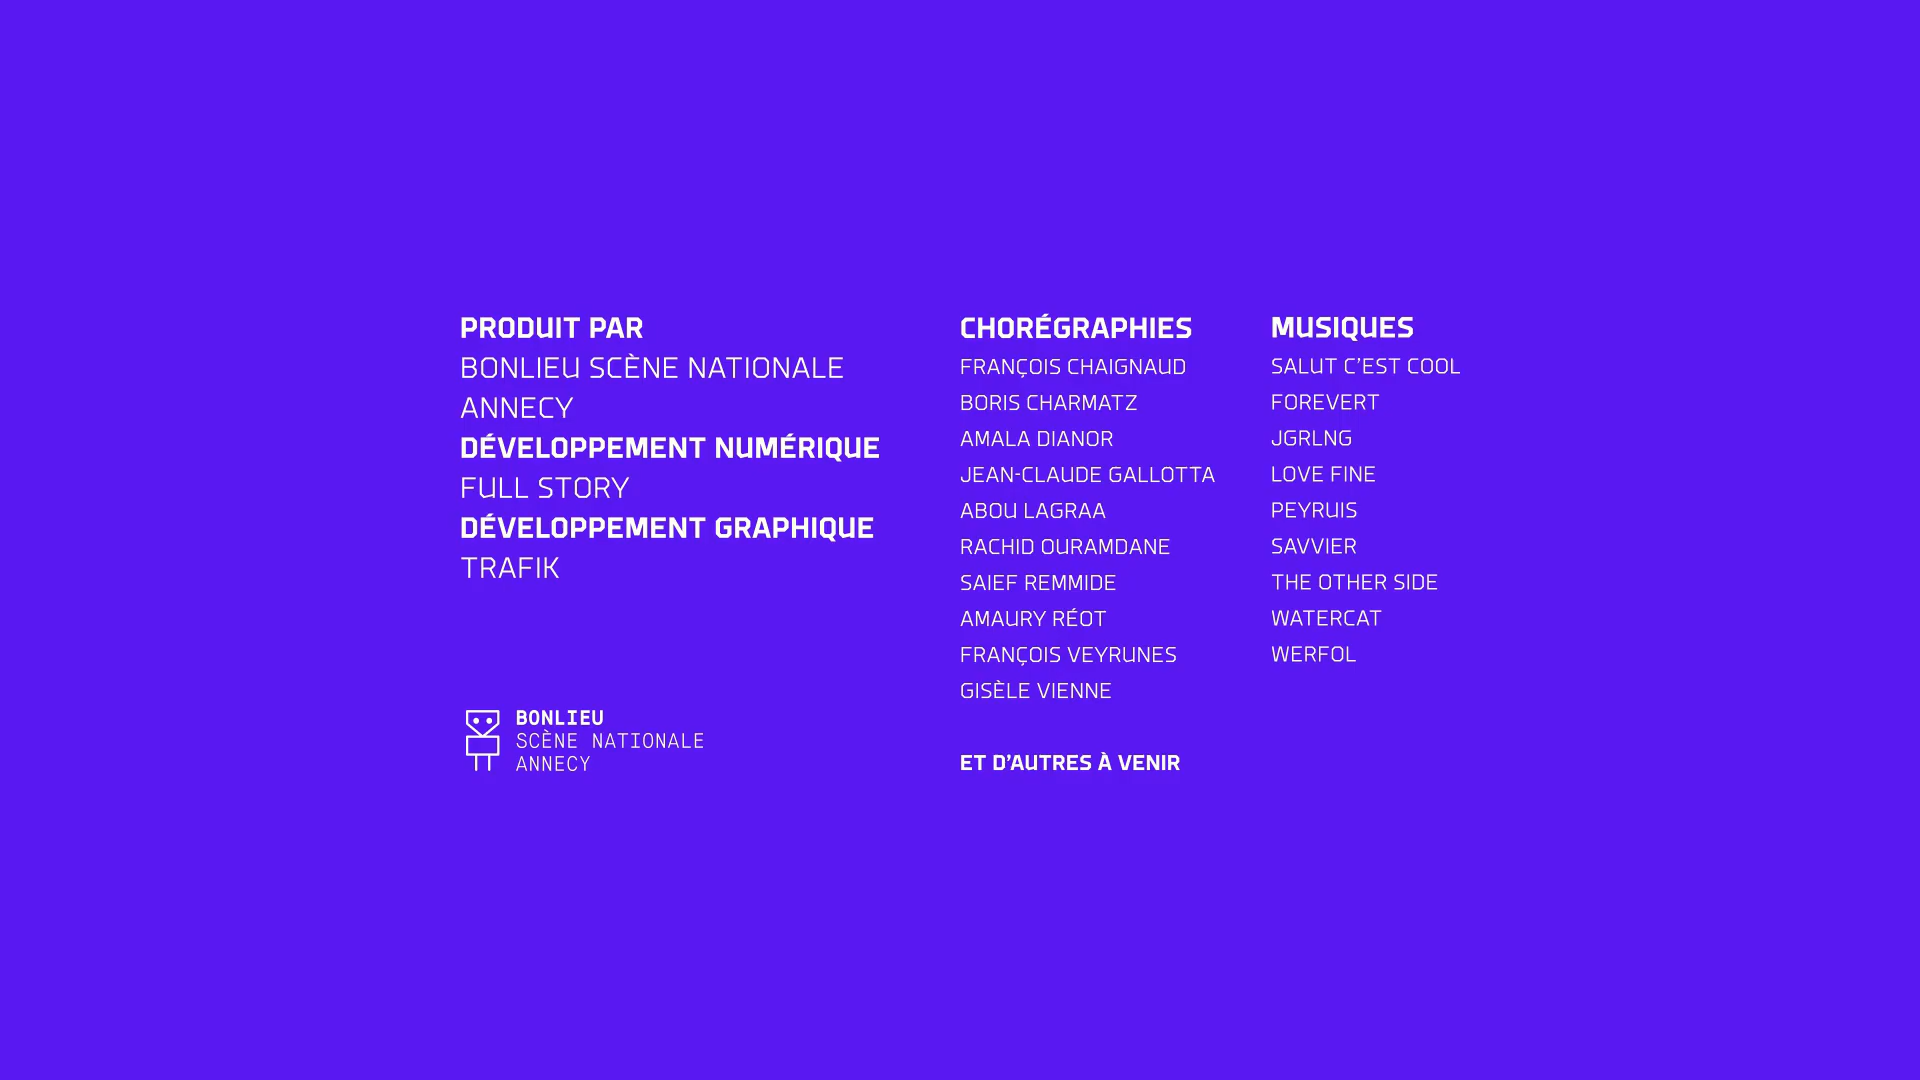 PRODUIT PAR
BONLIEU SCÈNE NATIONALE
ANNECY
DÉVELOPPEMENT NUMÉRIQUE
FULL STORY
DÉVELOPPEMENT GRAPHIQUE
TRAFIK
BONLIEU
SCÈNE NATIONALE
ANNECY
CHORÉGRAPHIES
FRANÇOIS CHAIGNAUD
BORIS CHARMATZ
AMALA DIANOR
JEAN-CLAUDE GALLOTTA
ABOU LAGRAA
RACHID OURAMDANE
SAIEF REMMIDE
AMAURY RÉOT
FRANÇOIS VEYRUNES
GISÈLE VIENNE
ET D’AUTRES À VENIR
MUSIQUES
SALUT C’EST COOL
FOREVERT
JGRLNG
LOVE FINE
PEYRUIS
SAVVIER
THE OTHER SIDE
WATERCAT
WERFOL